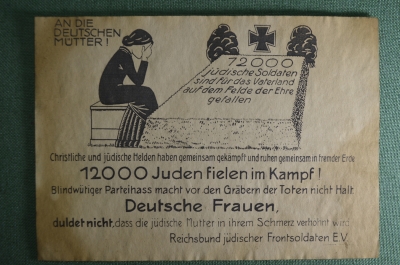 AN DIE
DEUTSCHEN
MÜTTER!
72000
jüdische Soldaten
sind für das Vaterland
auf dem Felde der Ehre
gefallen
Christliche und jüdische Helden haben gemeinsam gekämpft und ruhen gemeinsam in fremder Erde
12000 Juden fielen im Kampf!
Blindwütiger Parteihass macht vor den Gräbern der Toten nicht Halt
Deutsche Frauen,
duldet nicht, dass die jüdische Mutter in ihrem Schmerz verhöhnt wird
Reichsbund jüdischer Frontsoldaten E.V.